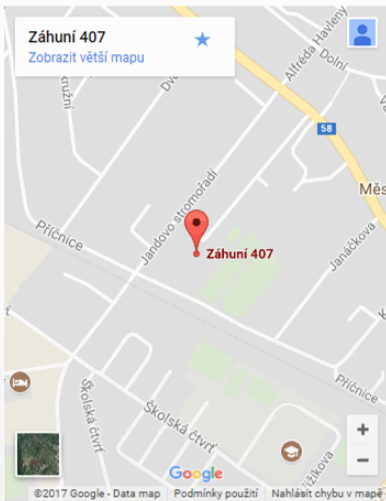 Záhuní 407
Zobrazit větší mapu
Alfréda Havleny
Dolní
kružní
58
Měs
Jandovo stromořadí
Příčnice
Záhuní 407
Janáčkova
Příčnice
Školská čtvrť
Školská čtvrť
+
−
Google
©2017 Google - Data map Podmínky použití Nahlásit chybu v mapě